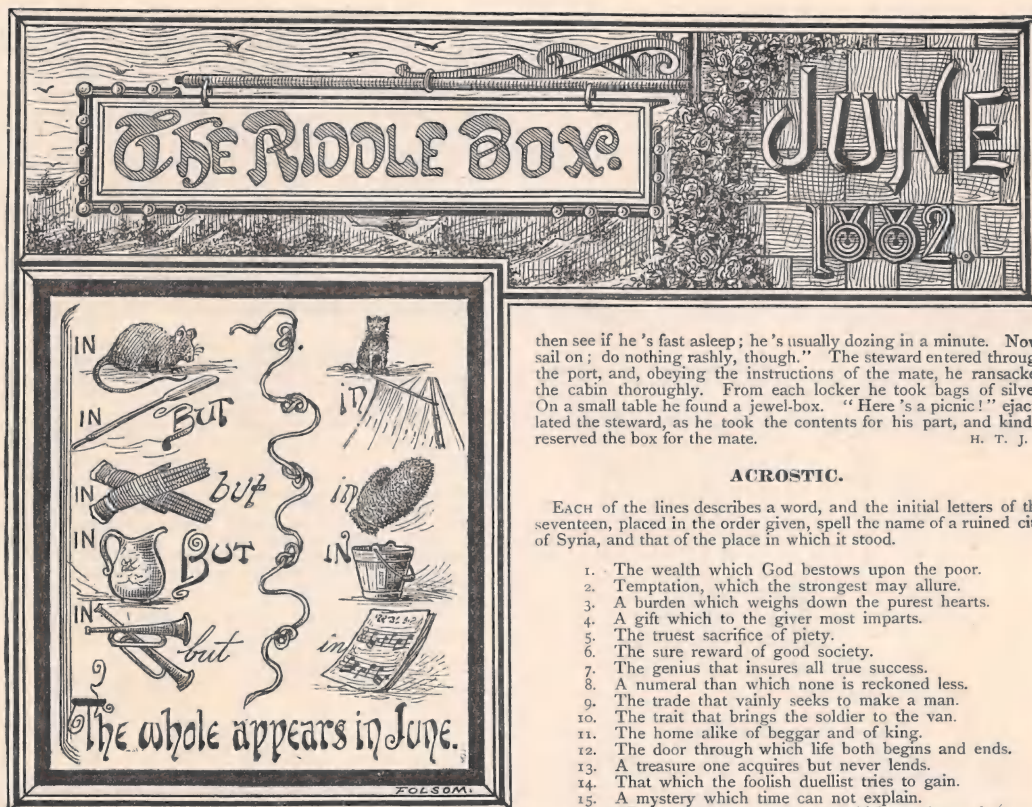 THE RIDDLE BOX.
JUNE
1882.
IN
IN BUT in
IN but in
IN BUT IN
IN but in
The whole appears in June.
FOLSOM.
then see if he 's fast asleep; he 's usually dozing in a minute. Nov
sail on; do nothing rashly, though." The steward entered throug
the port, and, obeying the instructions of the mate, he ransacke
the cabin thoroughly. From each locker he took bags of silve
On a small table he found a jewel-box. "Here 's a picnic!" ejac
lated the steward, as he took the contents for his part, and kind
reserved the box for the mate. H. T. J.
ACROSTIC.
EACH of the lines describes a word, and the initial letters of th
seventeen, placed in the order given, spell the name of a ruined cit
of Syria, and that of the place in which it stood.
1. The wealth which God bestows upon the poor.
2. Temptation, which the strongest may allure.
3. A burden which weighs down the purest hearts.
4. A gift which to the giver most imparts.
5. The truest sacrifice of piety.
6. The sure reward of good society.
7. The genius that insures all true success.
8. A numeral than which none is reckoned less.
9. The trade that vainly seeks to make a man.
10. The trait that brings the soldier to the van.
11. The home alike of beggar and of king.
12. The door through which life both begins and ends.
13. A treasure one acquires but never lends.
14. That which the foolish duellist tries to gain.
15. A mystery which time can not explain.